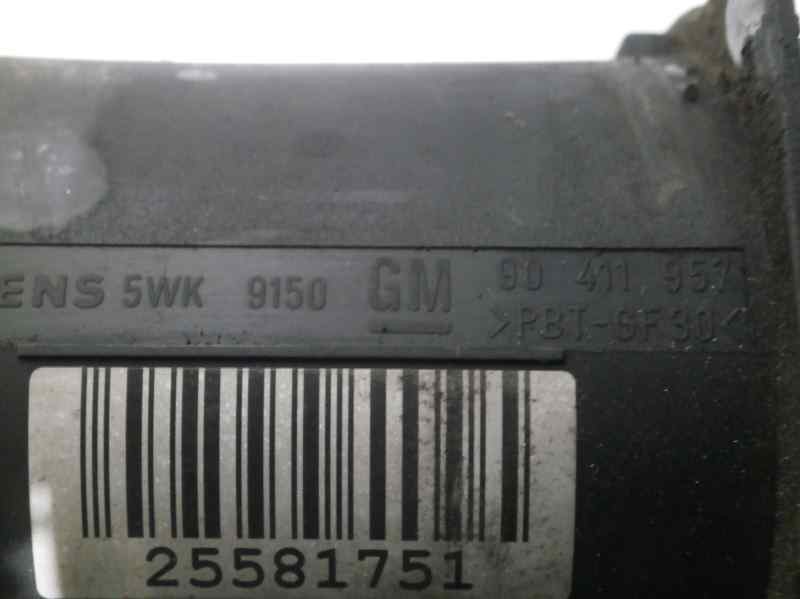 ENS 5WK 9150 GM 90 411 957
>PBT-GF30<
25581751